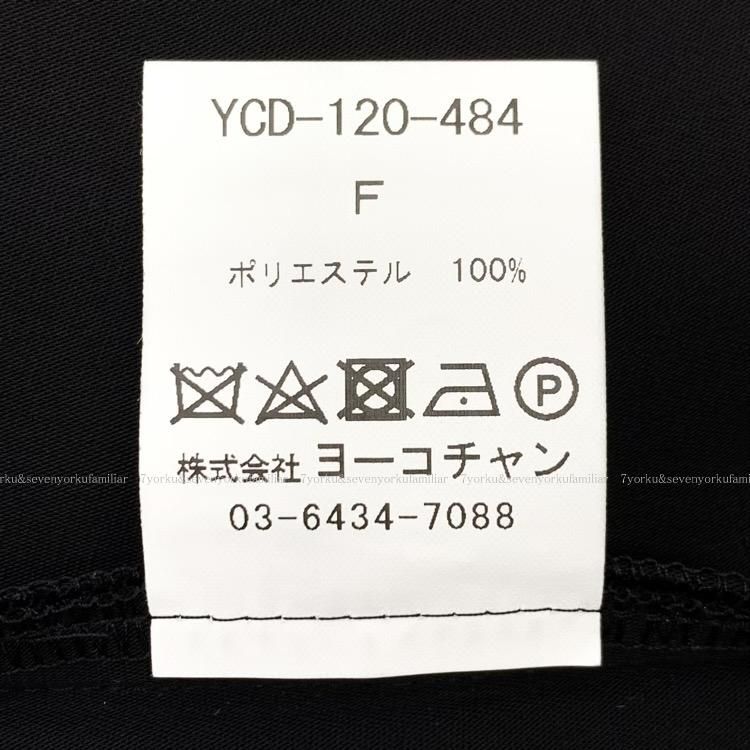 YCD-120-484
F
ポリエステル 100%
P
株式会社 ヨーコチャン
7yorku&sevenyorkufamiliar 7yorku&sevenyorkufamiliar 7yorku&sevenyorkufamiliar
03-6434-7088